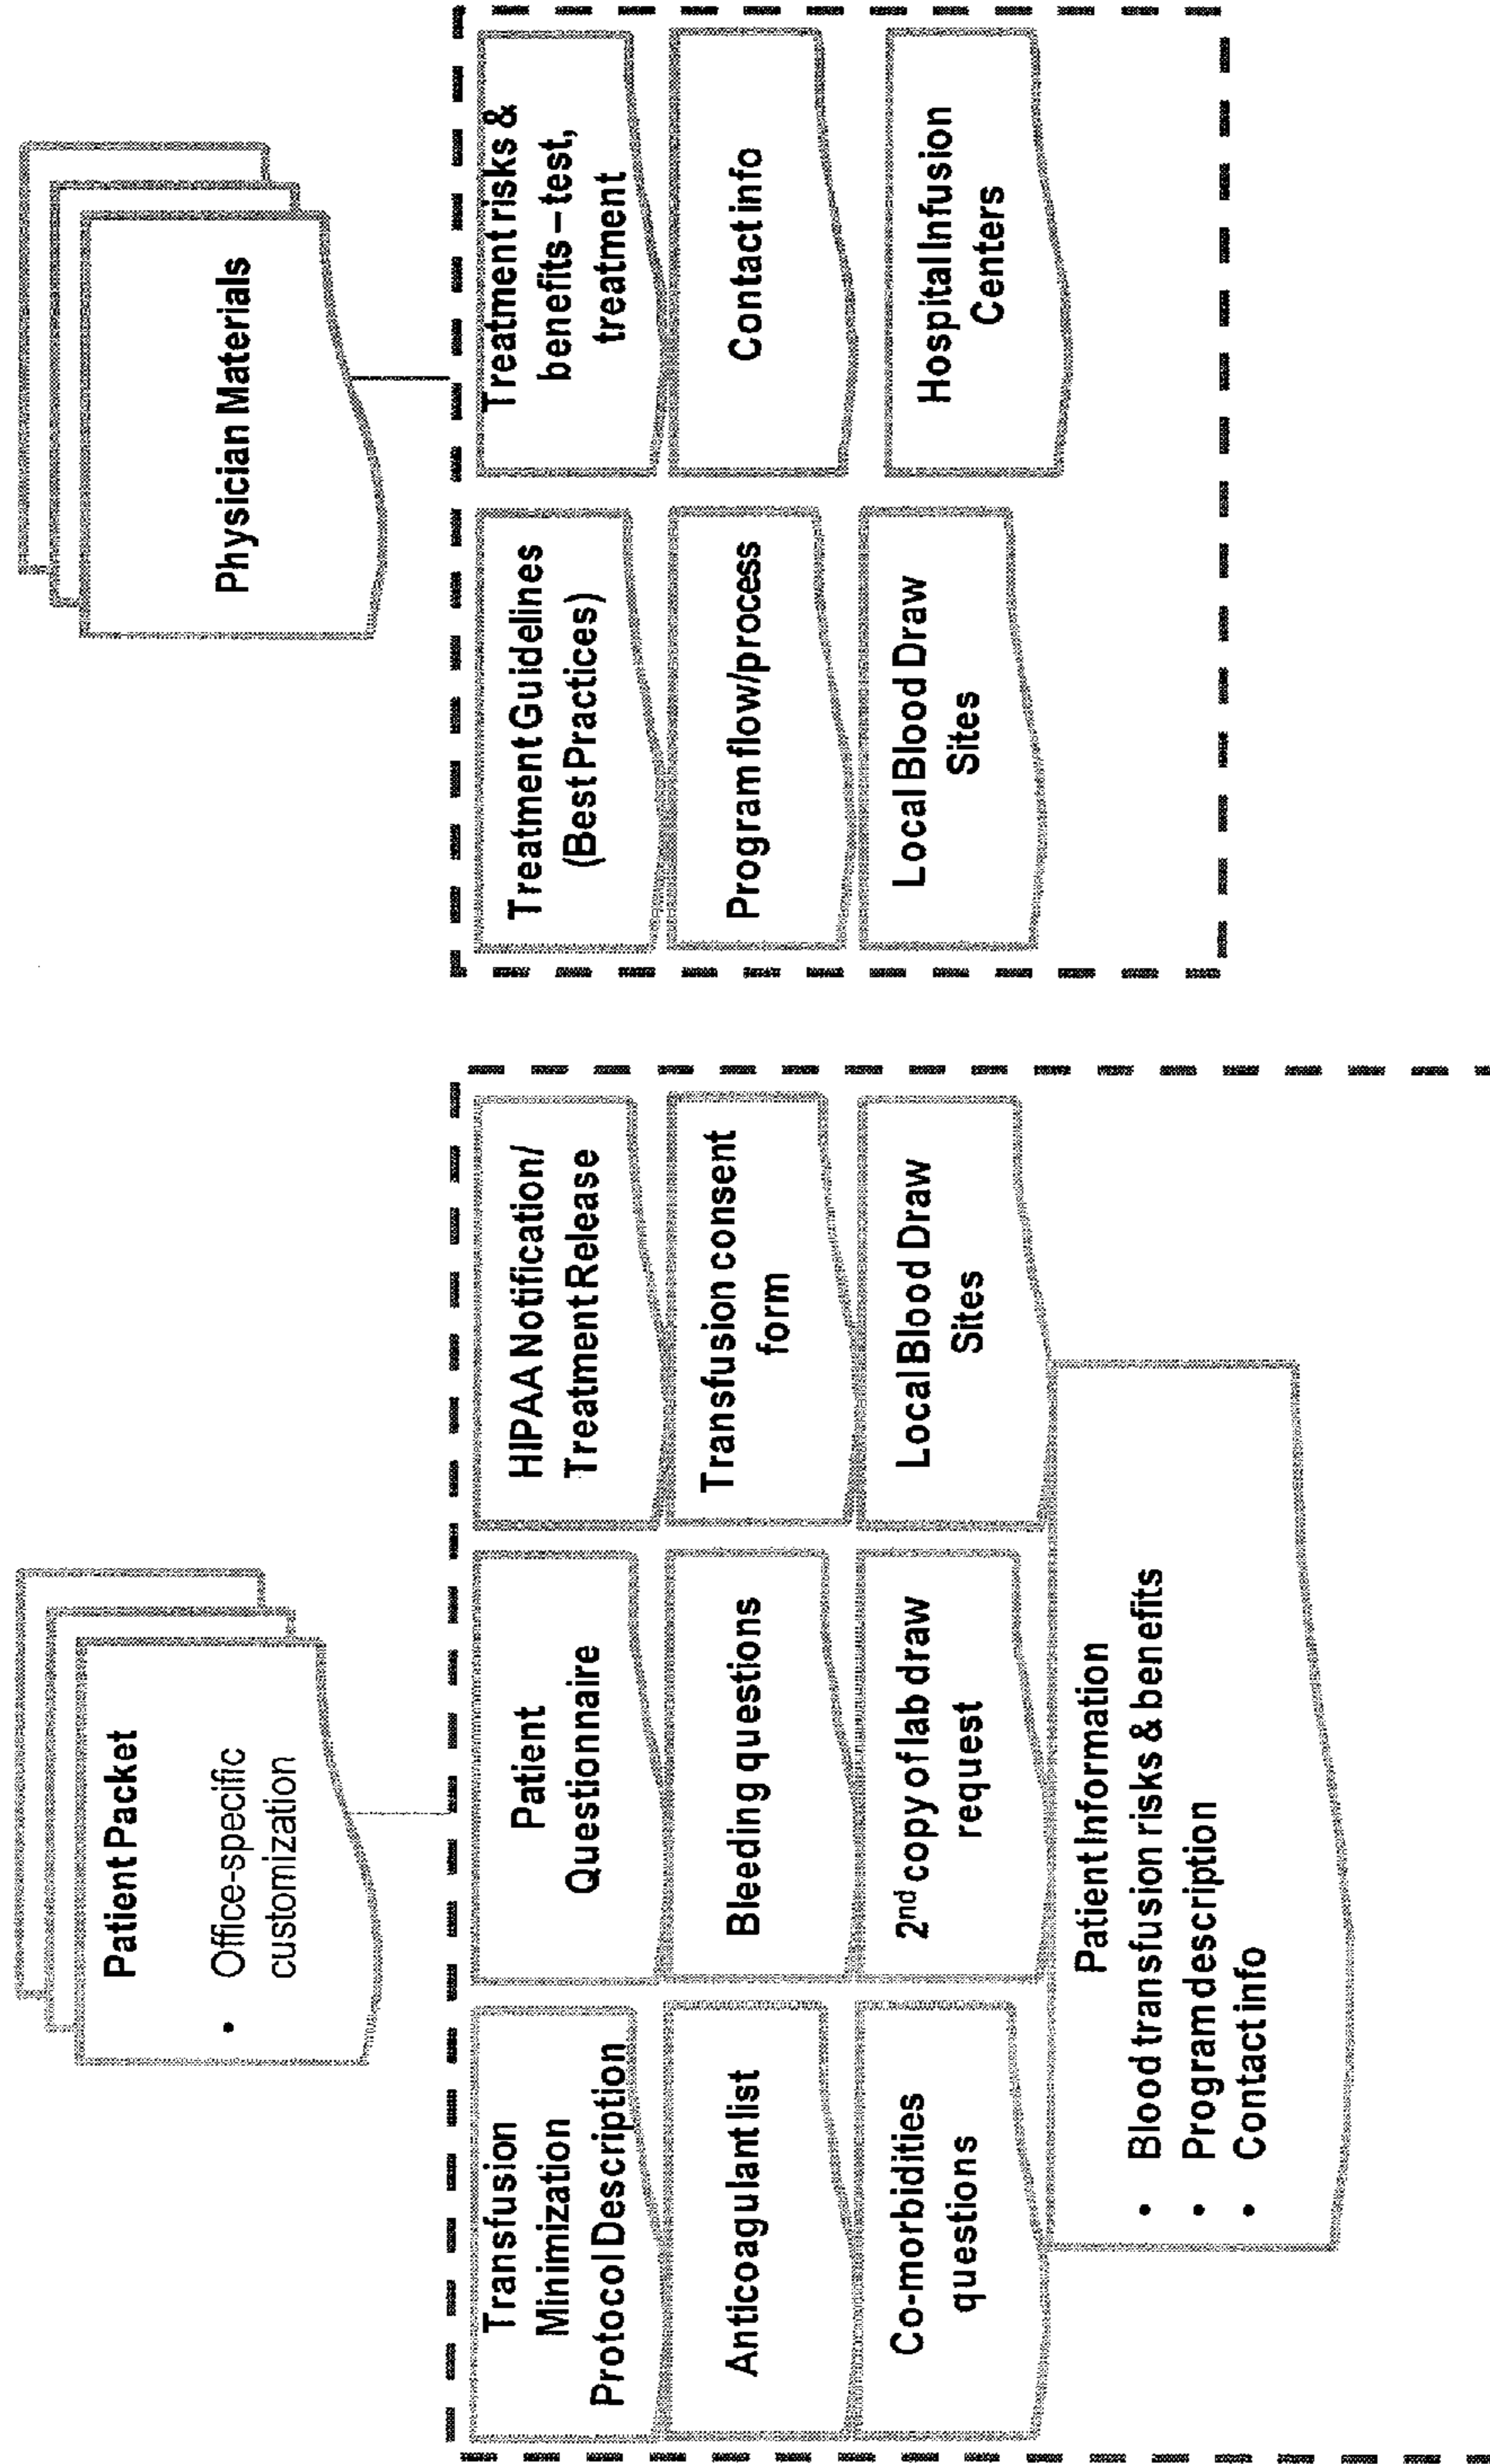 Patient Packet
• Office-specific
customization
Transfusion
Minimization
Protocol Description
Patient
Questionnaire
HIPAA Notification/
Treatment Release
Anticoagulant list
Bleeding questions
Transfusion consent
form
Co-morbidities
questions
2nd copy of lab draw
request
Local Blood Draw
Sites
Patient Information
• Blood transfusion risks & benefits
• Program description
• Contact info
Physician Materials
Treatment Guidelines
(Best Practices)
Treatment risks &
benefits – test,
treatment
Program flow/process
Contact info
Local Blood Draw
Sites
Hospital Infusion
Centers